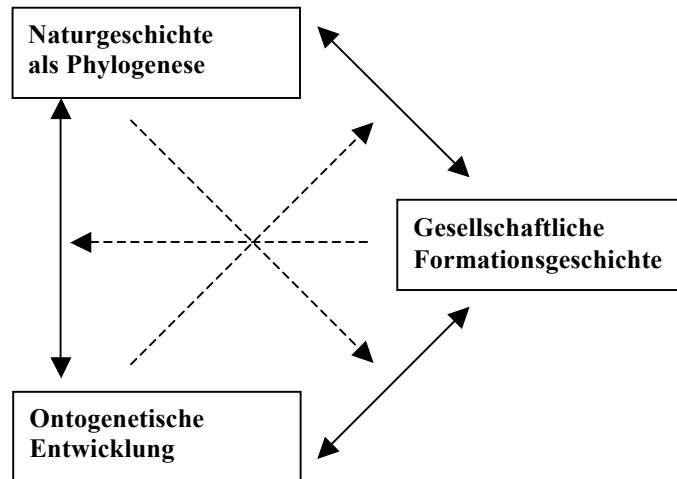 Naturgeschichte
als Phylogenese
Gesellschaftliche
Formationsgeschichte
Ontogenetische
Entwicklung